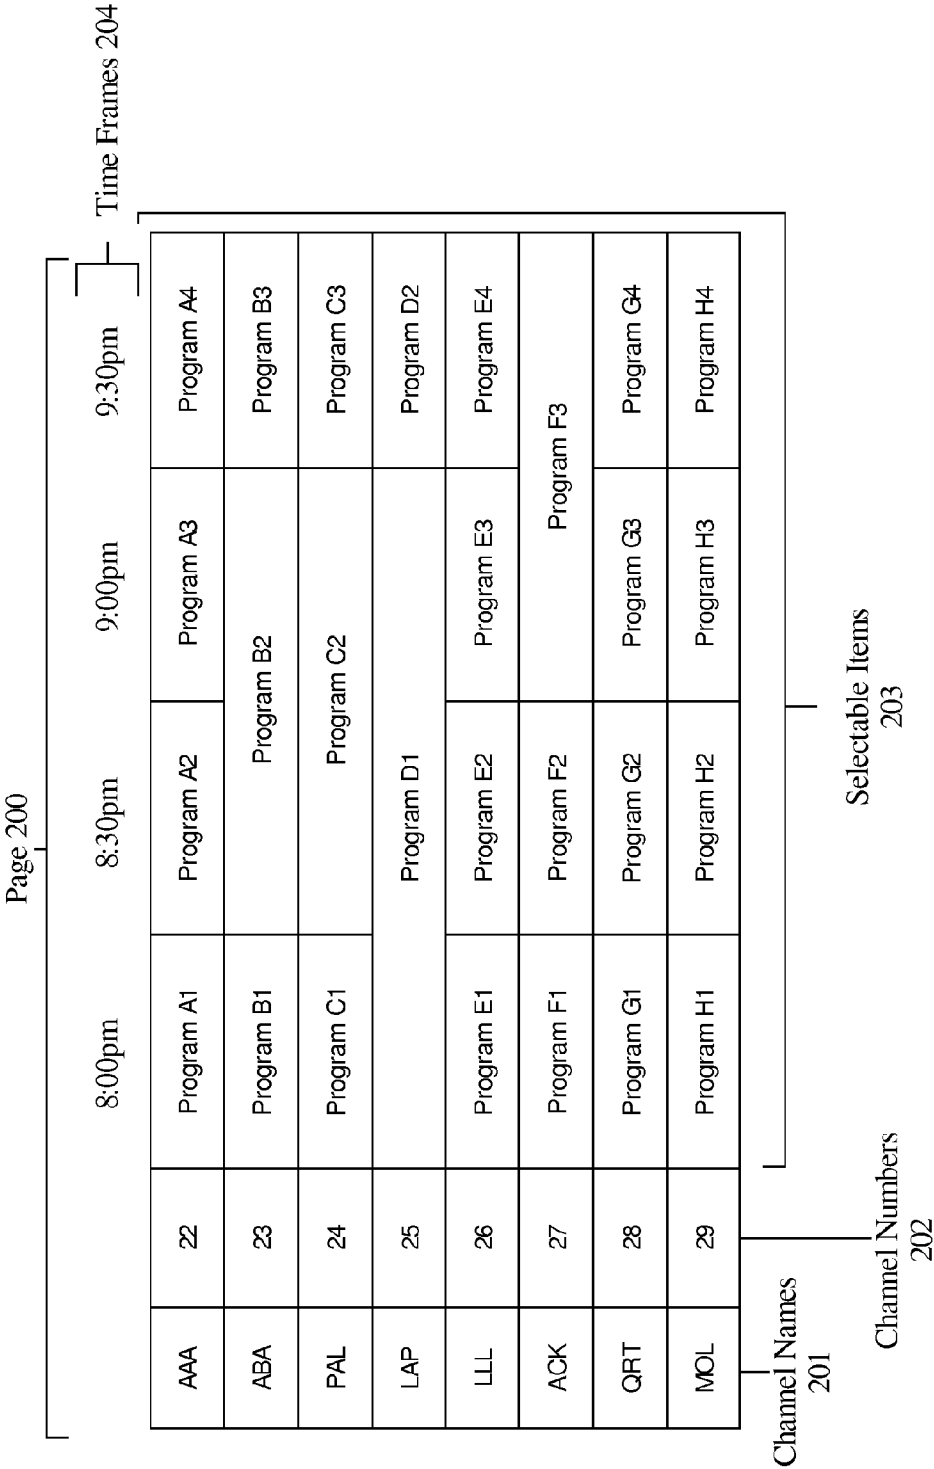 Page 200
Time Frames 204
8:00pm 8:30pm 9:00pm 9:30pm
AAA 22 Program A1 Program A2 Program A3 Program A4
ABA 23 Program B1 Program B2 Program B3
PAL 24 Program C1 Program C2 Program C3
LAP 25 Program D1 Program D2
LLL 26 Program E1 Program E2 Program E3 Program E4
ACK 27 Program F1 Program F2 Program F3
QRT 28 Program G1 Program G2 Program G3 Program G4
MOL 29 Program H1 Program H2 Program H3 Program H4
Channel Names
201
Channel Numbers
202
Selectable Items
203